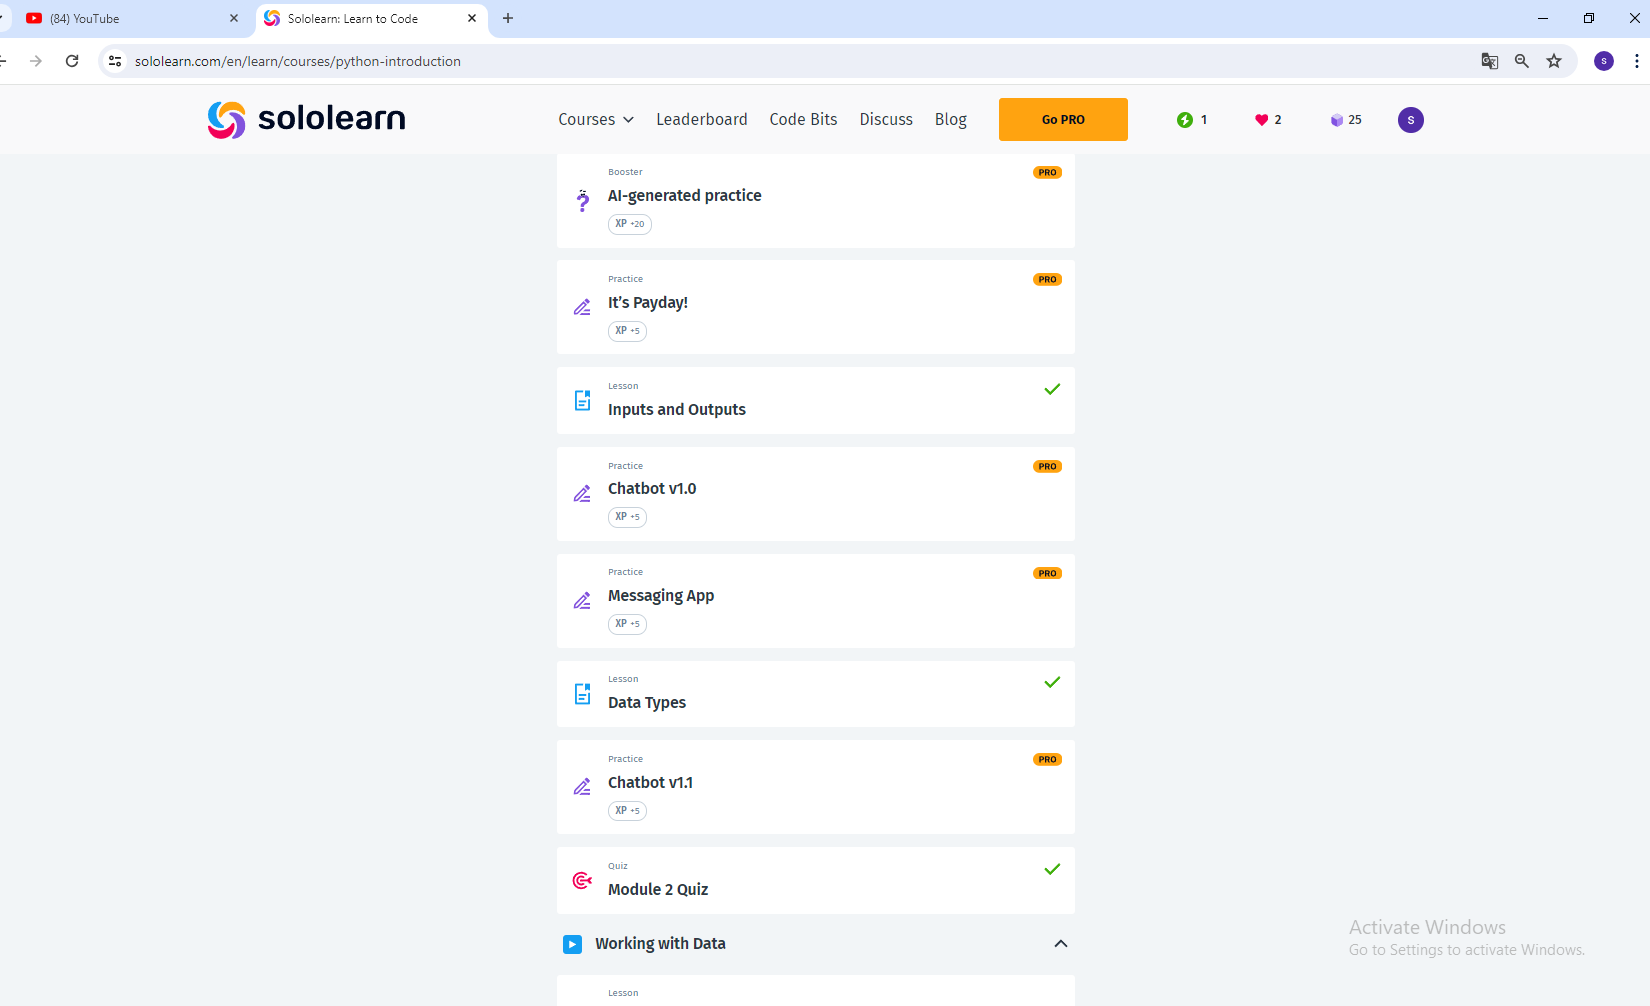 (84) YouTube
Sololearn: Learn to Code
sololearn.com/en/learn/courses/python-introduction
S
sololearn
Courses
Leaderboard
Code Bits
Discuss
Blog
Go PRO
1
2
25
S
Booster
PRO
AI-generated practice
XP +20
Practice
PRO
It’s Payday!
XP +5
Lesson
Inputs and Outputs
Practice
PRO
Chatbot v1.0
XP +5
Practice
PRO
Messaging App
XP +5
Lesson
Data Types
Practice
PRO
Chatbot v1.1
XP +5
Quiz
Module 2 Quiz
Working with Data
Lesson
Activate Windows
Go to Settings to activate Windows.